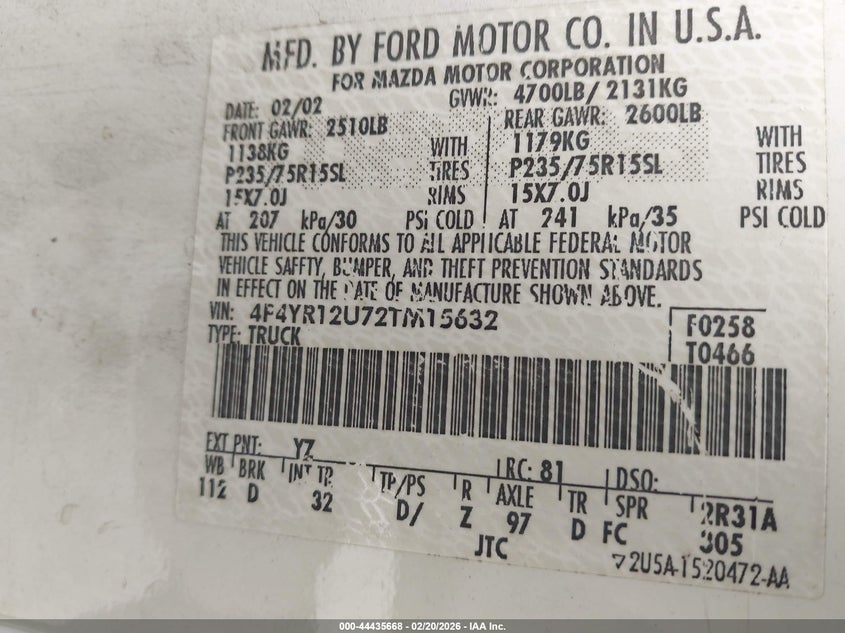 MFD. BY FORD MOTOR CO. IN U.S.A.
FOR MAZDA MOTOR CORPORATION
DATE: 02/02 GVWR: 4700LB/ 2131KG
FRONT GAWR: 2510LB REAR GAWR: 2600LB
1138KG WITH 1179KG WITH
P235/75R15SL TIRES P235/75R15SL TIRES
15X7.0J RIMS 15X7.0J RIMS
AT 207 kPa/30 PSI COLD AT 241 kPa/35 PSI COLD
THIS VEHICLE CONFORMS TO ALL APPLICABLE FEDERAL MOTOR
VEHICLE SAFETY, BUMPER, AND THEFT PREVENTION STANDARDS
IN EFFECT ON THE DATE OF MANUFACTURE SHOWN ABOVE.
VIN: 4F4YR12U72TM15632 F0258
TYPE: TRUCK T0466
EXT PNT: YZ RC: 81 DSO:
WB BRK INT TR TP/PS R AXLE TR SPR 2R31A
112 D 32 D/ Z 97 D FC 305
JTC
2U5A-1520472-AA
000-44435668 - 02/20/2026 - IAA Inc.